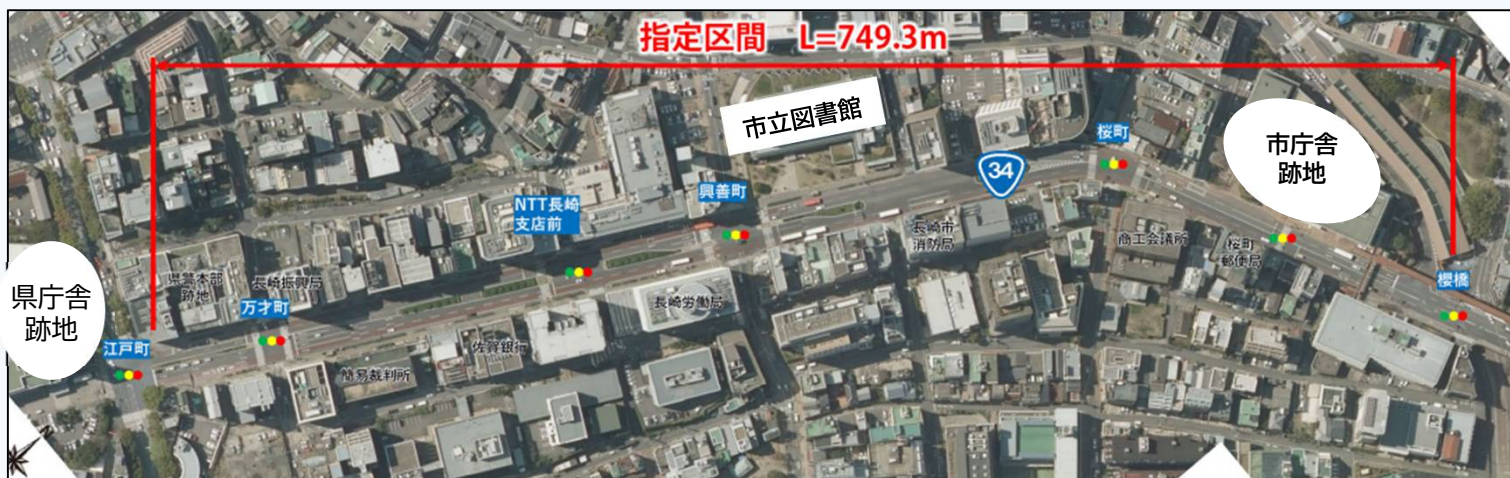 指定区間 L=749.3m
市立図書館
桜町
市庁舎
跡地
34
NTT長崎
支店前
興善町
長崎市
消防局
商工会議所
桜町
郵便局
櫻橋
県庁舎
跡地
県警本部
跡地
長崎振興局
万才町
長崎労働局
佐賀銀行
江戸町
簡易裁判所